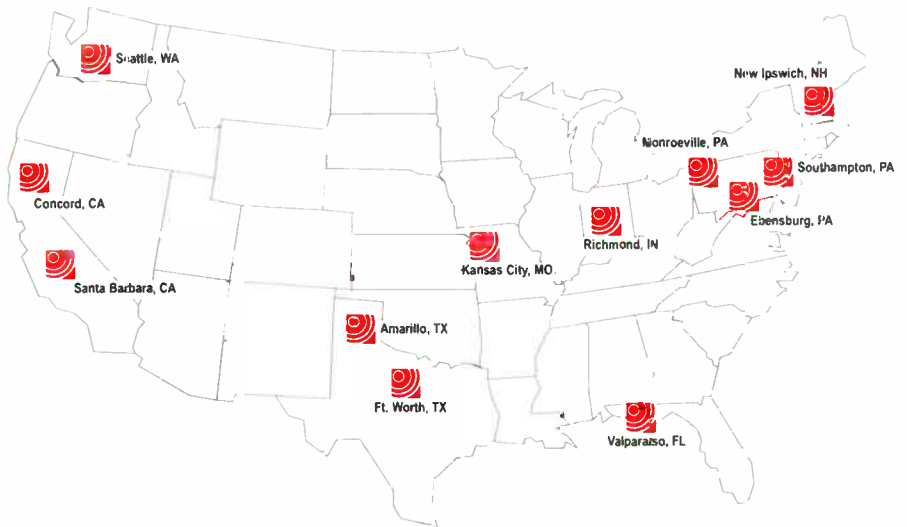 Seattle, WA
New Ipswich, NH
Monroeville, PA
Southampton, PA
Concord, CA
Ebensburg, PA
Richmond, IN
Kansas City, MO
Santa Barbara, CA
Amarillo, TX
Ft. Worth, TX
Valparaiso, FL